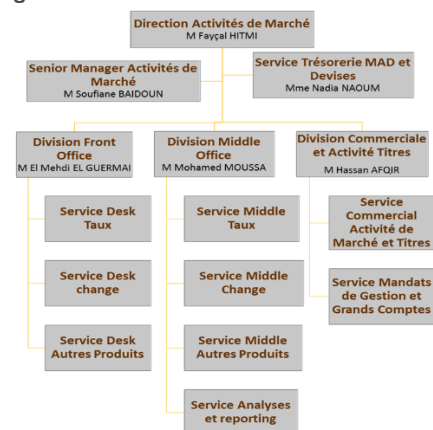 Direction Activités de Marché
M Fayçal HITMI
Senior Manager Activités de
Marché
M Soufiane BAIDOUN
Service Trésorerie MAD et
Devises
Mme Nadia NAOUM
Division Front
Office
M El Mehdi EL GUERMAI
Division Middle
Office
M Mohamed MOUSSA
Division Commerciale
et Activité Titres
M Hassan AFQIR
Service Desk
Taux
Service Desk
change
Service Desk
Autres Produits
Service Middle
Taux
Service Middle
Change
Service Middle
Autres Produits
Service Analyses
et reporting
Service
Commercial
Activité de
Marché et Titres
Service Mandats
de Gestion et
Grands Comptes